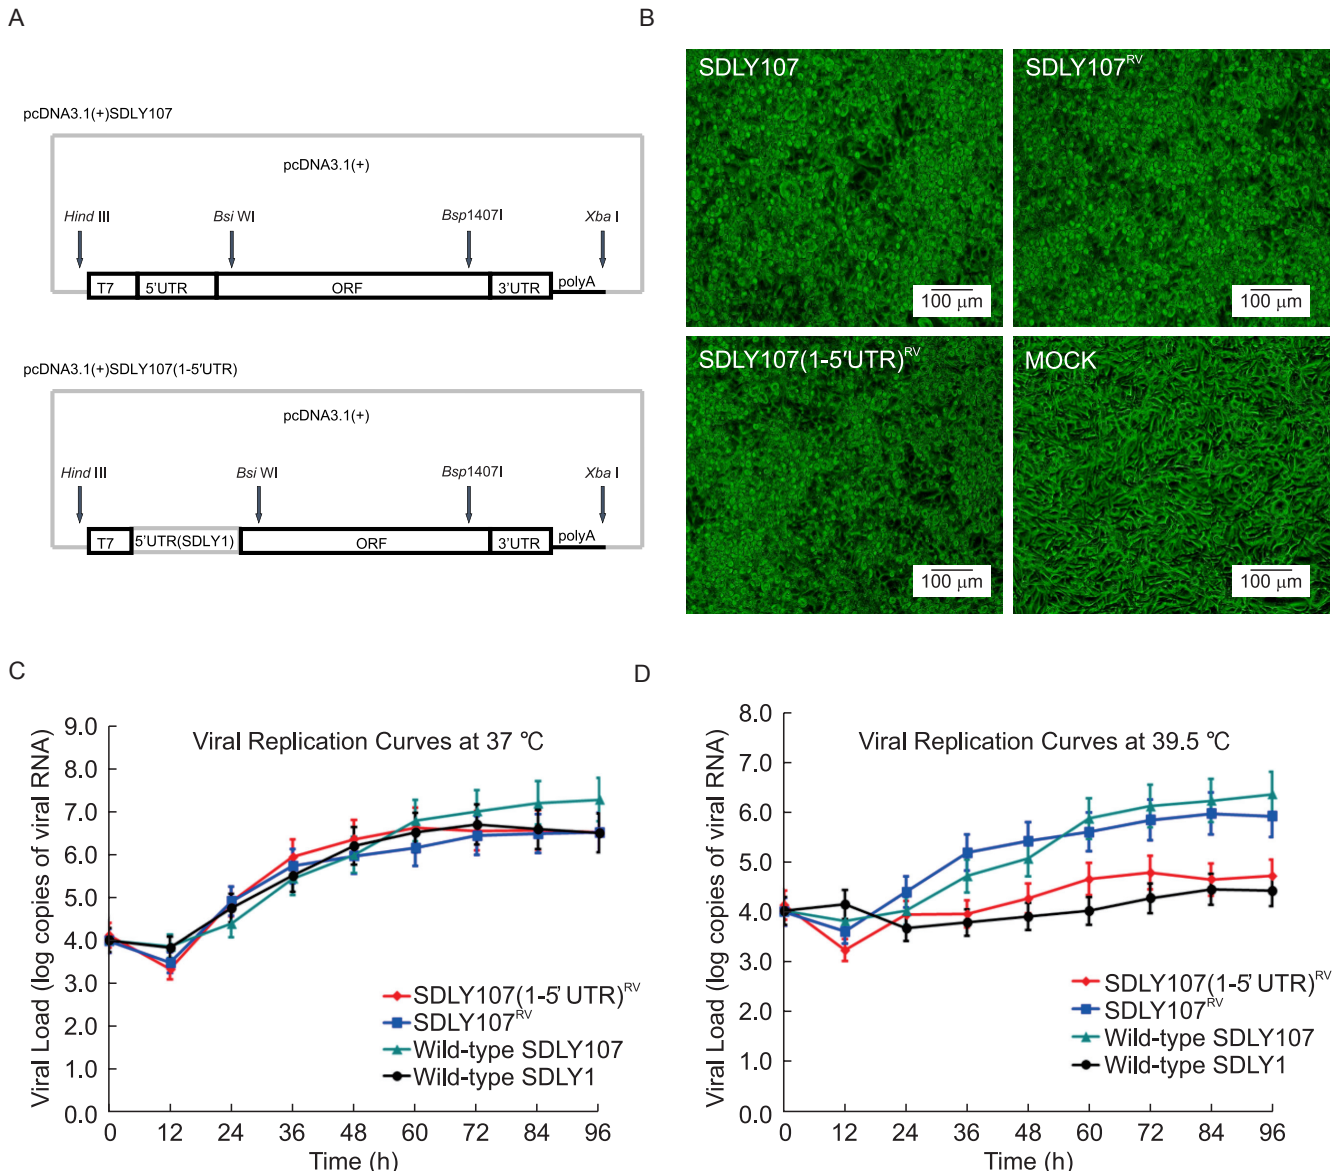 A
pcDNA3.1(+)SDLY107
pcDNA3.1(+)
Hind III
Bsi WI
Bsp1407I
Xba I
T7
5'UTR
ORF
3'UTR
polyA
pcDNA3.1(+)SDLY107(1-5'UTR)
pcDNA3.1(+)
Hind III
Bsi WI
Bsp1407I
Xba I
T7
5'UTR(SDLY1)
ORF
3'UTR
polyA
B
SDLY107
100 μm
SDLY107RV
100 μm
SDLY107(1-5'UTR)RV
100 μm
MOCK
100 μm
C
Viral Replication Curves at 37 ℃
Viral Load (log copies of viral RNA)
9.0
8.0
7.0
6.0
5.0
4.0
3.0
2.0
1.0
0.0
0 12 24 36 48 60 72 84 96
Time (h)
SDLY107(1-5' UTR)RV
SDLY107RV
Wild-type SDLY107
Wild-type SDLY1
D
Viral Replication Curves at 39.5 ℃
Viral Load (log copies of viral RNA)
8.0
7.0
6.0
5.0
4.0
3.0
2.0
1.0
0.0
0 12 24 36 48 60 72 84 96
Time (h)
SDLY107(1-5' UTR)RV
SDLY107RV
Wild-type SDLY107
Wild-type SDLY1